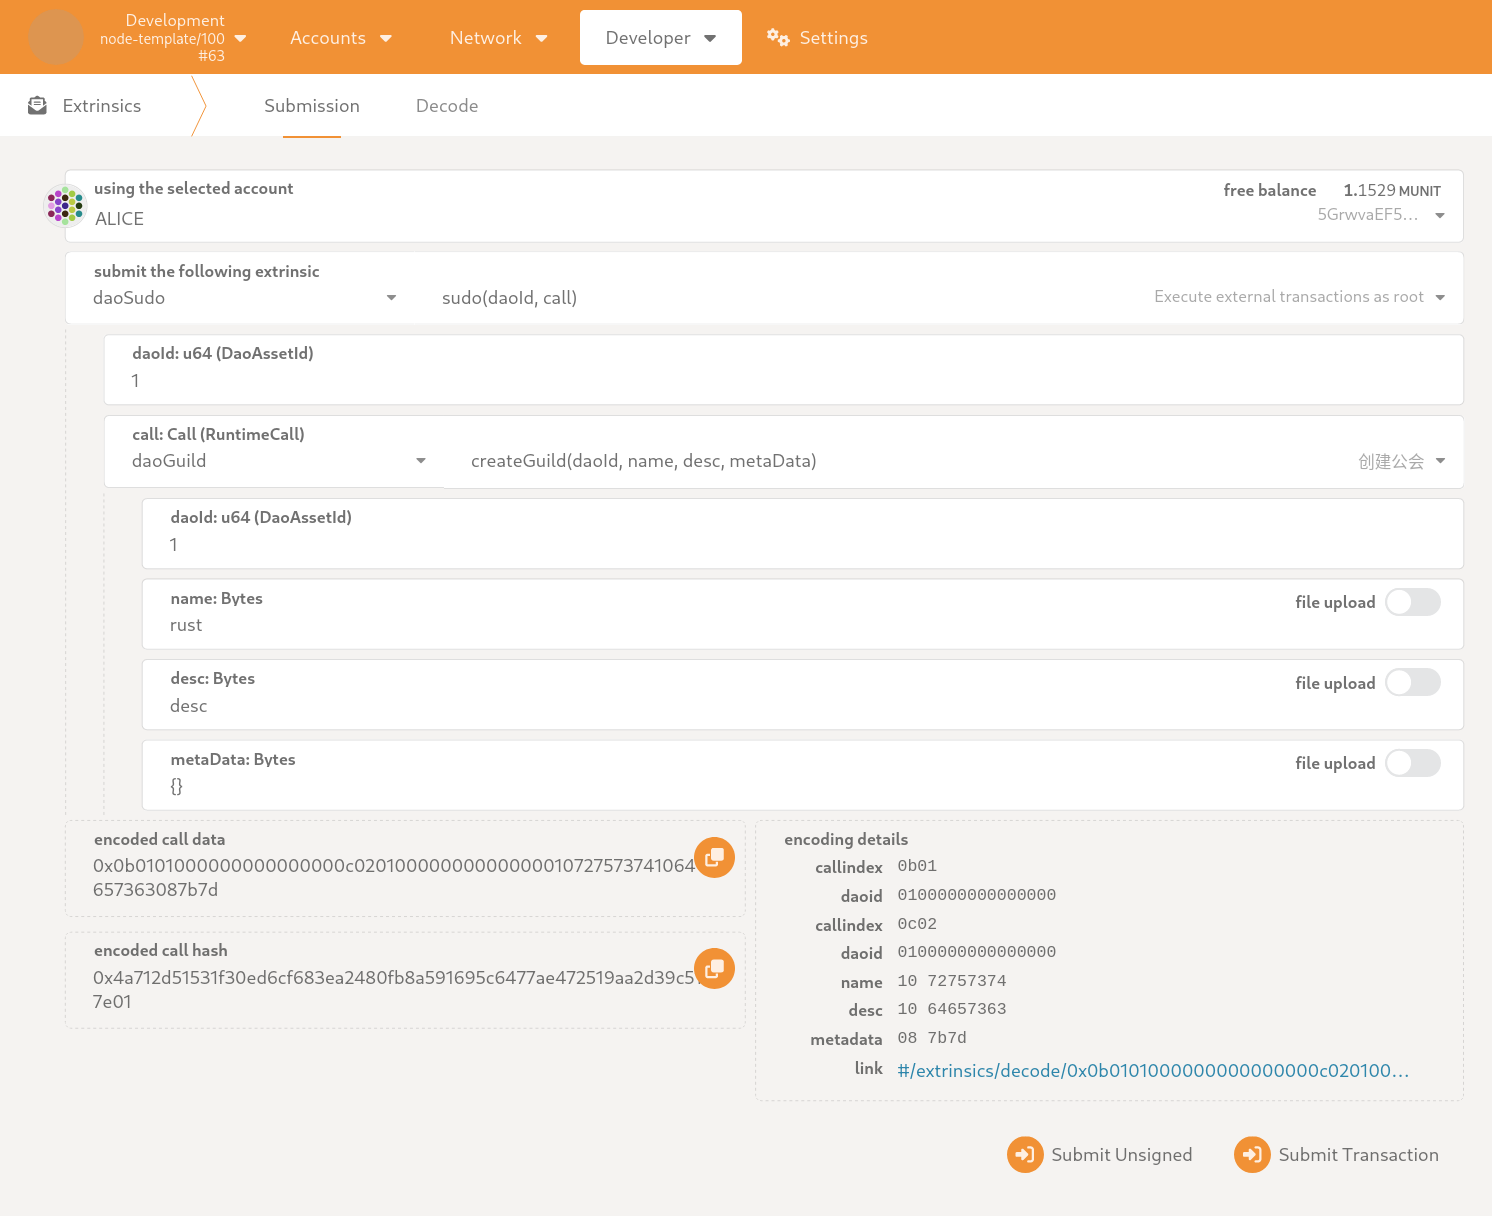 Development
node-template/100
#63
Accounts
Network
Developer
Settings
Extrinsics
Submission
Decode
using the selected account
ALICE
free balance 1.1529 MUNIT
5GrwvaEF5...
submit the following extrinsic
daoSudo
sudo(daoId, call)
Execute external transactions as root
daoId: u64 (DaoAssetId)
1
call: Call (RuntimeCall)
daoGuild
createGuild(daoId, name, desc, metaData)
创建公会
daoId: u64 (DaoAssetId)
1
name: Bytes
rust
file upload
desc: Bytes
desc
file upload
metaData: Bytes
{}
file upload
encoded call data
0x0b0101000000000000000c02010000000000000010727573741064
657363087b7d
encoded call hash
0x4a712d51531f30ed6cf683ea2480fb8a591695c6477ae472519aa2d39c5
7e01
encoding details
callindex 0b01
daoid 0100000000000000
callindex 0c02
daoid 0100000000000000
name 10 72757374
desc 10 64657363
metadata 08 7b7d
link #/extrinsics/decode/0x0b0101000000000000000c020100...
Submit Unsigned
Submit Transaction